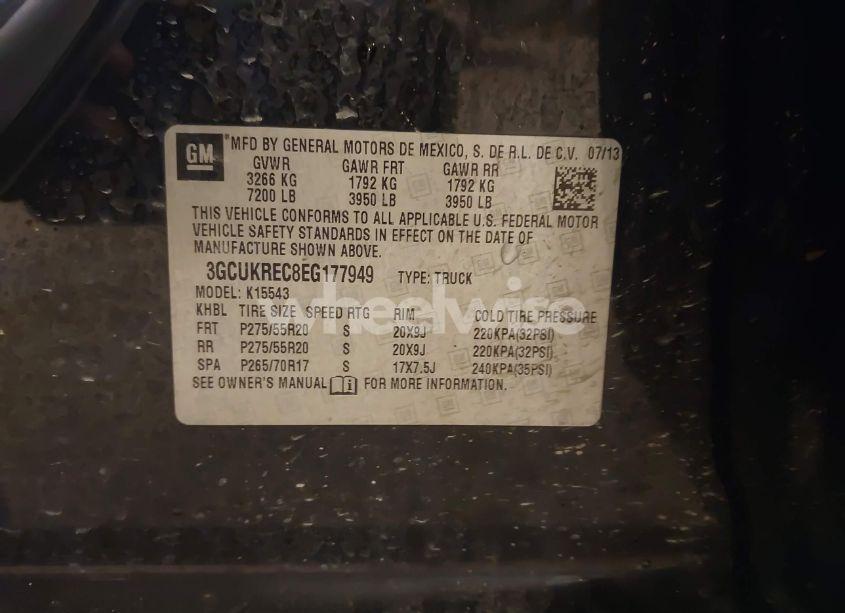 GM
MFD BY GENERAL MOTORS DE MEXICO, S. DE R.L. DE C.V. 07/13
GVWR GAWR FRT GAWR RR
3266 KG 1792 KG 1792 KG
7200 LB 3950 LB 3950 LB
THIS VEHICLE CONFORMS TO ALL APPLICABLE U.S. FEDERAL MOTOR
VEHICLE SAFETY STANDARDS IN EFFECT ON THE DATE OF
MANUFACTURE SHOWN ABOVE.
3GCUKREC8EG177949 TYPE: TRUCK
MODEL: K15543
wheelwise
KHBL TIRE SIZE SPEED RTG RIM COLD TIRE PRESSURE
FRT P275/55R20 S 20X9J 220KPA(32PSI)
RR P275/55R20 S 20X9J 220KPA(32PSI)
SPA P265/70R17 S 17X7.5J 240KPA(35PSI)
SEE OWNER'S MANUAL FOR MORE INFORMATION.